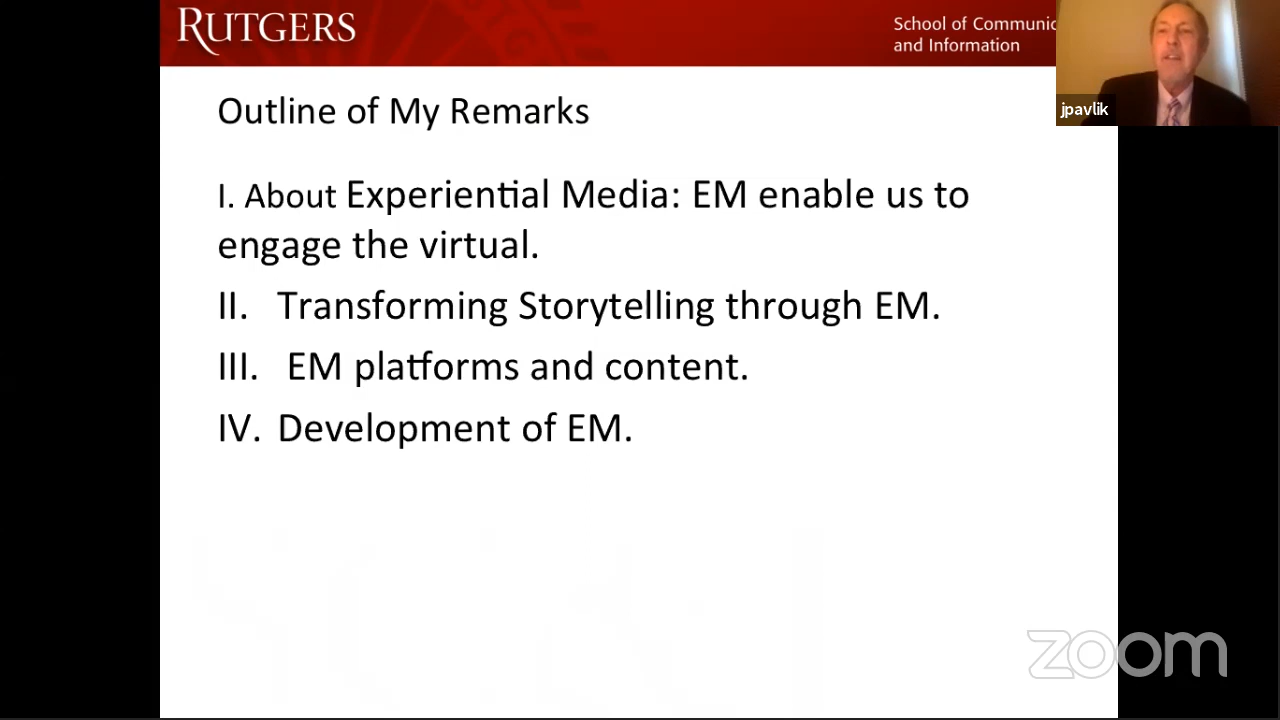 RUTGERS
School of Communic
and Information
jpavlik
Outline of My Remarks
I. About Experiential Media: EM enable us to
engage the virtual.
II. Transforming Storytelling through EM.
III. EM platforms and content.
IV. Development of EM.
zoom